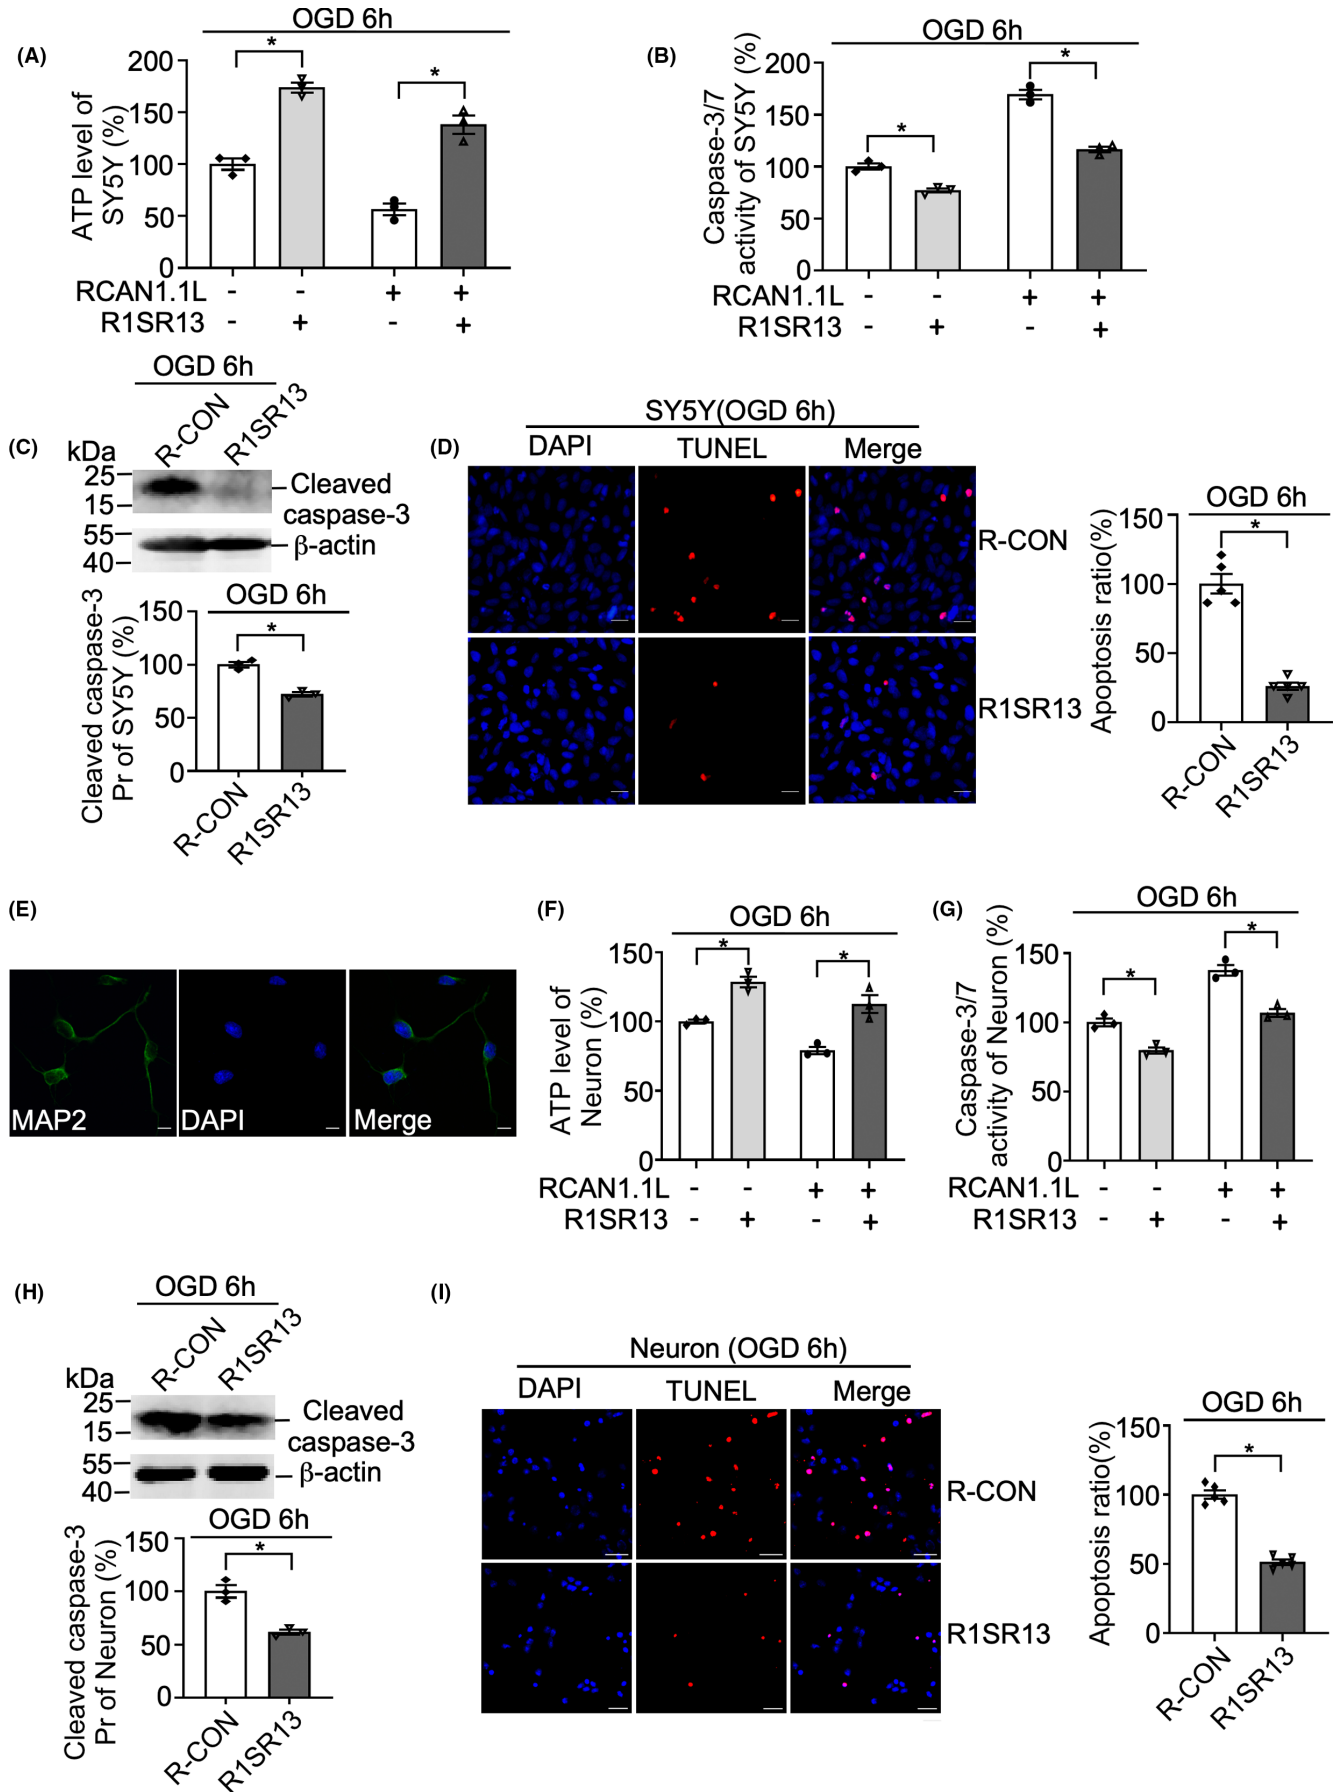 (A)
OGD 6h
ATP level of
SY5Y (%)
200
150
100
50
0
*
*
RCAN1.1L - - + +
R1SR13 - + - +
(B)
OGD 6h
Caspase-3/7
activity of SY5Y (%)
200
150
100
50
0
*
*
RCAN1.1L - - + +
R1SR13 - + - +
(C)
OGD 6h
R-CON
R1SR13
kDa
25
15
Cleaved
caspase-3
55
40
β-actin
OGD 6h
Cleaved caspase-3
Pr of SY5Y (%)
150
100
50
0
*
R-CON
R1SR13
(D)
SY5Y(OGD 6h)
DAPI
TUNEL
Merge
R-CON
R1SR13
OGD 6h
Apoptosis ratio(%)
150
100
50
0
*
R-CON
R1SR13
(E)
MAP2
DAPI
Merge
(F)
OGD 6h
ATP level of
Neuron (%)
150
100
50
0
*
*
RCAN1.1L - - + +
R1SR13 - + - +
(G)
OGD 6h
Caspase-3/7
activity of Neuron (%)
150
100
50
0
*
*
RCAN1.1L - - + +
R1SR13 - + - +
(H)
OGD 6h
R-CON
R1SR13
kDa
25
15
Cleaved
caspase-3
55
40
β-actin
OGD 6h
Cleaved caspase-3
Pr of Neuron (%)
150
100
50
0
*
R-CON
R1SR13
(I)
Neuron (OGD 6h)
DAPI
TUNEL
Merge
R-CON
R1SR13
OGD 6h
Apoptosis ratio(%)
150
100
50
0
*
R-CON
R1SR13